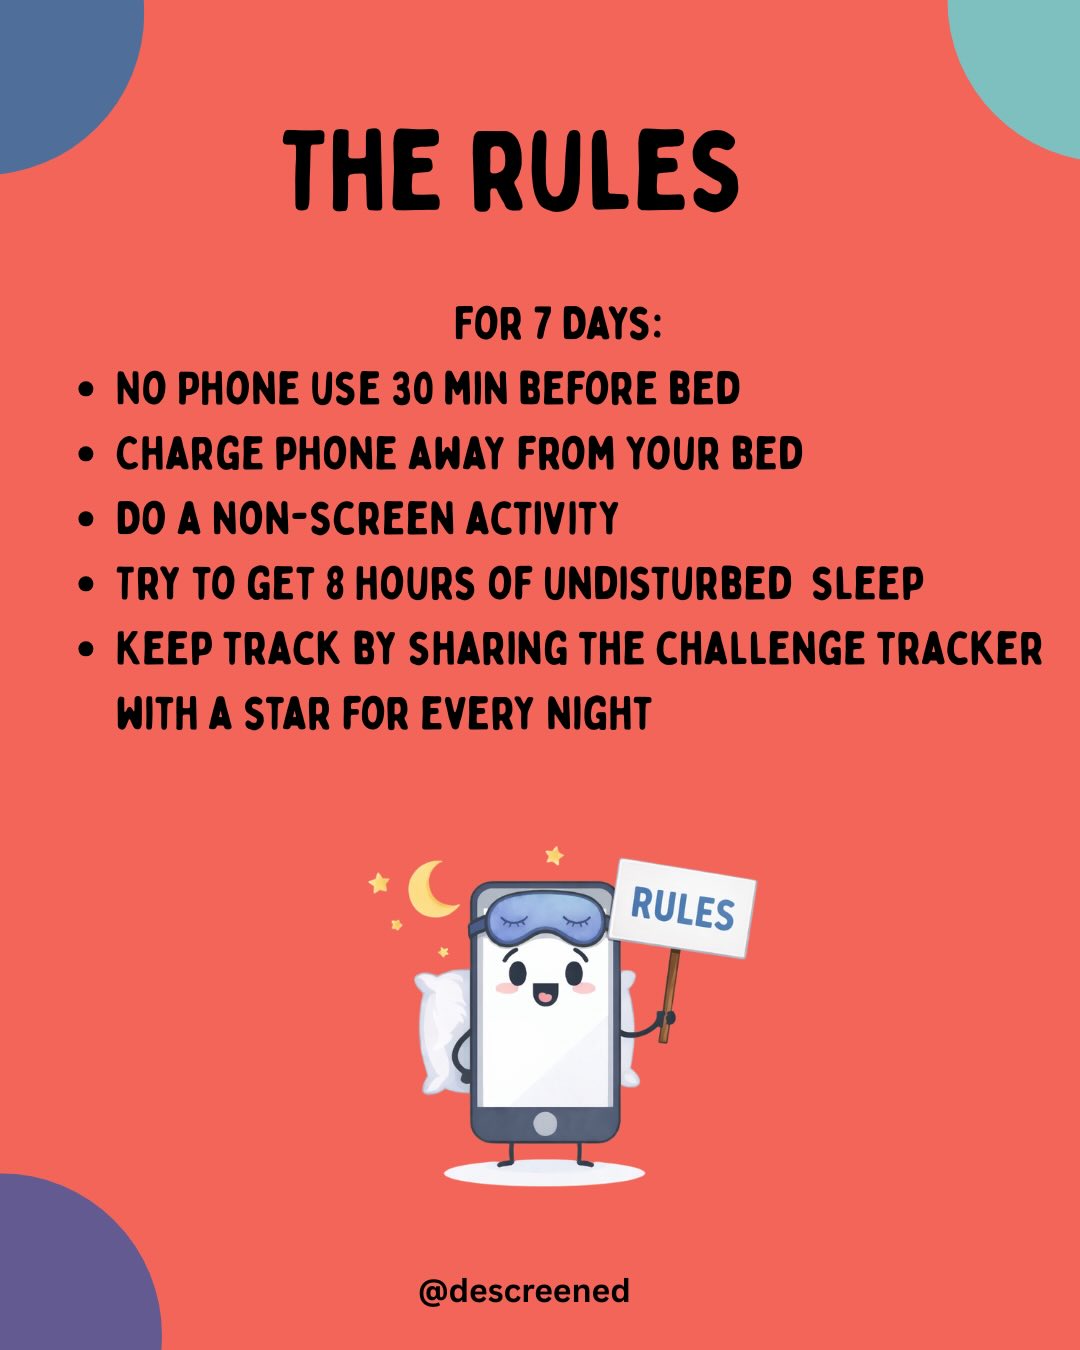 THE RULES
FOR 7 DAYS:
• NO PHONE USE 30 MIN BEFORE BED
• CHARGE PHONE AWAY FROM YOUR BED
• DO A NON-SCREEN ACTIVITY
• TRY TO GET 8 HOURS OF UNDISTURBED SLEEP
• KEEP TRACK BY SHARING THE CHALLENGE TRACKER
WITH A STAR FOR EVERY NIGHT
RULES
@descreened